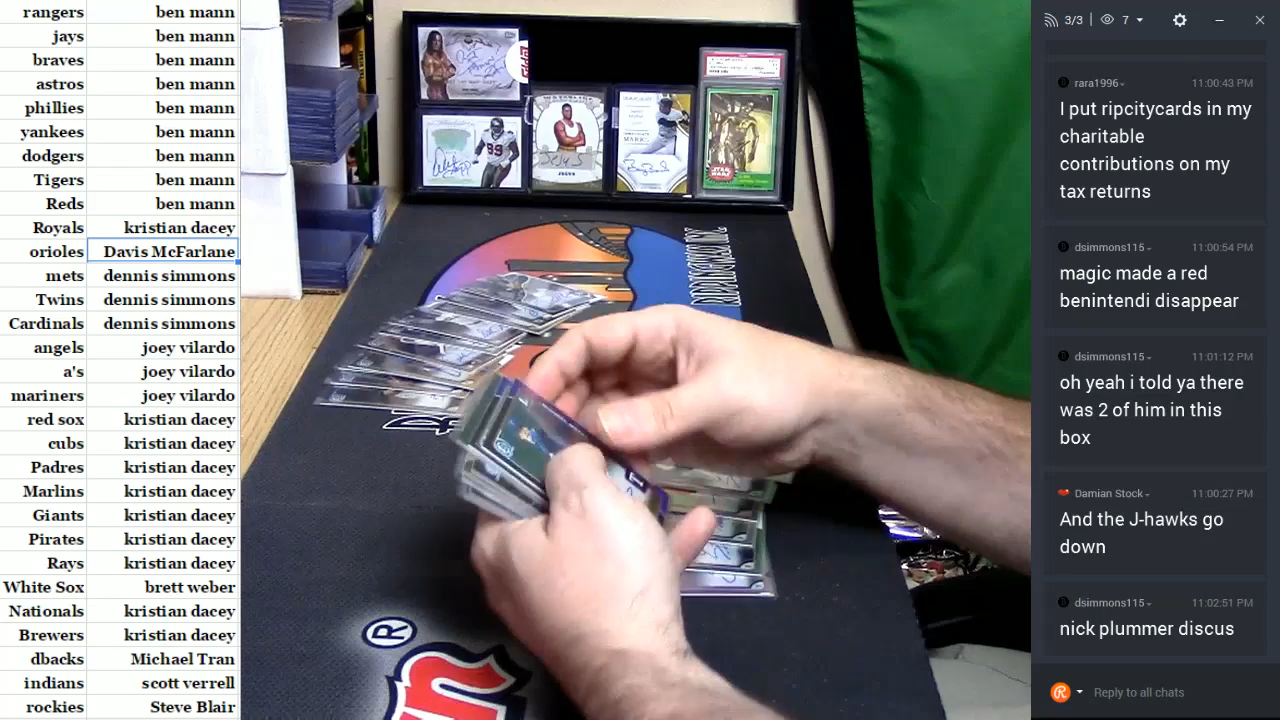 rangers ben mann
jays ben mann
braves ben mann
astros ben mann
phillies ben mann
yankees ben mann
dodgers ben mann
Tigers ben mann
Reds ben mann
Royals kristian dacey
orioles Davis McFarlane
mets dennis simmons
Twins dennis simmons
Cardinals dennis simmons
angels joey vilardo
a's joey vilardo
mariners joey vilardo
red sox kristian dacey
cubs kristian dacey
Padres kristian dacey
Marlins kristian dacey
Giants kristian dacey
Pirates kristian dacey
Rays kristian dacey
White Sox brett weber
Nationals kristian dacey
Brewers kristian dacey
dbacks Michael Tran
indians scott verrell
rockies Steve Blair
89
STAR
WARS
®
3/3 7
rara1996 11:00:43 PM
I put ripcitycards in my
charitable
contributions on my
tax returns
dsimmons115 11:00:54 PM
magic made a red
benintendi disappear
dsimmons115 11:01:12 PM
oh yeah i told ya there
was 2 of him in this
box
Damian Stock 11:00:27 PM
And the J-hawks go
down
dsimmons115 11:02:51 PM
nick plummer discus
Reply to all chats